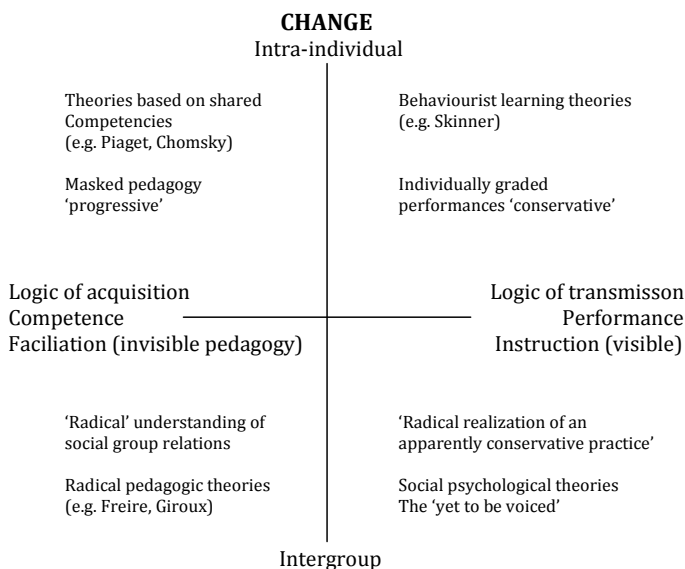 CHANGE
Intra-individual
Theories based on shared
Competencies
(e.g. Piaget, Chomsky)
Masked pedagogy
‘progressive’
Behaviourist learning theories
(e.g. Skinner)
Individually graded
performances ‘conservative’
Logic of acquisition
Competence
Faciliation (invisible pedagogy)
Logic of transmisson
Performance
Instruction (visible)
‘Radical’ understanding of
social group relations
Radical pedagogic theories
(e.g. Freire, Giroux)
‘Radical realization of an
apparently conservative practice’
Social psychological theories
The ‘yet to be voiced’
Intergroup